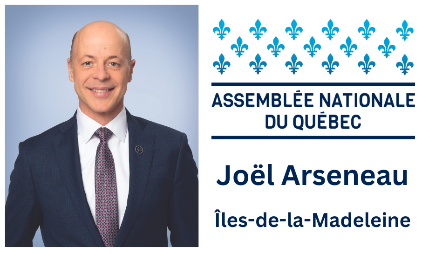 ASSEMBLÉE NATIONALE
DU QUÉBEC
Joël Arseneau
Îles-de-la-Madeleine